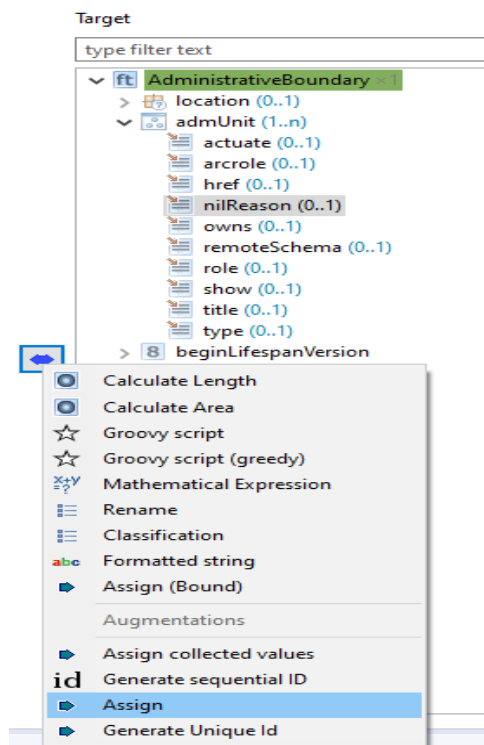 Target
type filter text
ft AdministrativeBoundary ×1
location (0..1)
admUnit (1..n)
actuate (0..1)
arcrole (0..1)
href (0..1)
nilReason (0..1)
owns (0..1)
remoteSchema (0..1)
role (0..1)
show (0..1)
title (0..1)
type (0..1)
8 beginLifespanVersion
Calculate Length
Calculate Area
Groovy script
Groovy script (greedy)
x+y=? Mathematical Expression
Rename
Classification
abc Formatted string
Assign (Bound)
Augmentations
Assign collected values
id Generate sequential ID
Assign
Generate Unique Id